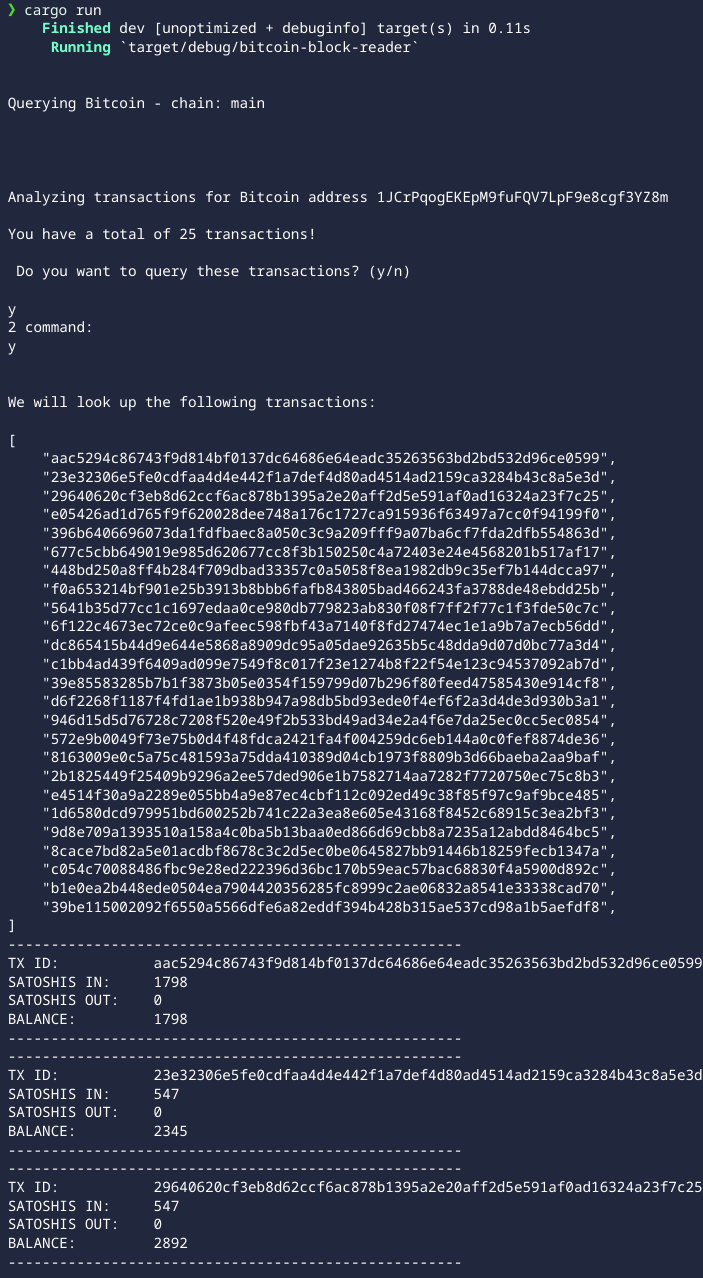 ❯ cargo run
    Finished dev [unoptimized + debuginfo] target(s) in 0.11s
     Running `target/debug/bitcoin-block-reader`
Querying Bitcoin - chain: main
Analyzing transactions for Bitcoin address 1JCrPqogEKEpM9fuFQV7LpF9e8cgf3YZ8m
You have a total of 25 transactions!
 Do you want to query these transactions? (y/n)
y
2 command:
y
We will look up the following transactions:
[
    "aac5294c86743f9d814bf0137dc64686e64eadc35263563bd2bd532d96ce0599",
    "23e32306e5fe0cdfaa4d4e442f1a7def4d80ad4514ad2159ca3284b43c8a5e3d",
    "29640620cf3eb8d62ccf6ac878b1395a2e20aff2d5e591af0ad16324a23f7c25",
    "e05426ad1d765f9f620028dee748a176c1727ca915936f63497a7cc0f94199f0",
    "396b6406696073da1fdfbaec8a050c3c9a209fff9a07ba6cf7fda2dfb554863d",
    "677c5cbb649019e985d620677cc8f3b150250c4a72403e24e4568201b517af17",
    "448bd250a8ff4b284f709dbad33357c0a5058f8ea1982db9c35ef7b144dcca97",
    "f0a653214bf901e25b3913b8bbb6fafb843805bad466243fa3788de48ebdd25b",
    "5641b35d77cc1c1697edaa0ce980db779823ab830f08f7ff2f77c1f3fde50c7c",
    "6f122c4673ec72ce0c9afeec598fbf43a7140f8fd27474ec1e1a9b7a7ecb56dd",
    "dc865415b44d9e644e5868a8909dc95a05dae92635b5c48dda9d07d0bc77a3d4",
    "c1bb4ad439f6409ad099e7549f8c017f23e1274b8f22f54e123c94537092ab7d",
    "39e85583285b7b1f3873b05e0354f159799d07b296f80feed47585430e914cf8",
    "d6f2268f1187f4fd1ae1b938b947a98db5bd93ede0f4ef6f2a3d4de3d930b3a1",
    "946d15d5d76728c7208f520e49f2b533bd49ad34e2a4f6e7da25ec0cc5ec0854",
    "572e9b0049f73e75b0d4f48fdca2421fa4f004259dc6eb144a0c0fef8874de36",
    "8163009e0c5a75c481593a75dda410389d04cb1973f8809b3d66baeba2aa9baf",
    "2b1825449f25409b9296a2ee57ded906e1b7582714aa7282f7720750ec75c8b3",
    "e4514f30a9a2289e055bb4a9e87ec4cbf112c092ed49c38f85f97c9af9bce485",
    "1d6580dcd979951bd600252b741c22a3ea8e605e43168f8452c68915c3ea2bf3",
    "9d8e709a1393510a158a4c0ba5b13baa0ed866d69cbb8a7235a12abdd8464bc5",
    "8cace7bd82a5e01acdbf8678c3c2d5ec0be0645827bb91446b18259fecb1347a",
    "c054c70088486fbc9e28ed222396d36bc170b59eac57bac68830f4a5900d892c",
    "b1e0ea2b448ede0504ea7904420356285fc8999c2ae06832a8541e33338cad70",
    "39be115002092f6550a5566dfe6a82eddf394b428b315ae537cd98a1b5aefdf8",
]
------------------------------------------------------
TX ID:           aac5294c86743f9d814bf0137dc64686e64eadc35263563bd2bd532d96ce0599
SATOSHIS IN:     1798
SATOSHIS OUT:    0
BALANCE:         1798
------------------------------------------------------
------------------------------------------------------
TX ID:           23e32306e5fe0cdfaa4d4e442f1a7def4d80ad4514ad2159ca3284b43c8a5e3d
SATOSHIS IN:     547
SATOSHIS OUT:    0
BALANCE:         2345
------------------------------------------------------
------------------------------------------------------
TX ID:           29640620cf3eb8d62ccf6ac878b1395a2e20aff2d5e591af0ad16324a23f7c25
SATOSHIS IN:     547
SATOSHIS OUT:    0
BALANCE:         2892
------------------------------------------------------